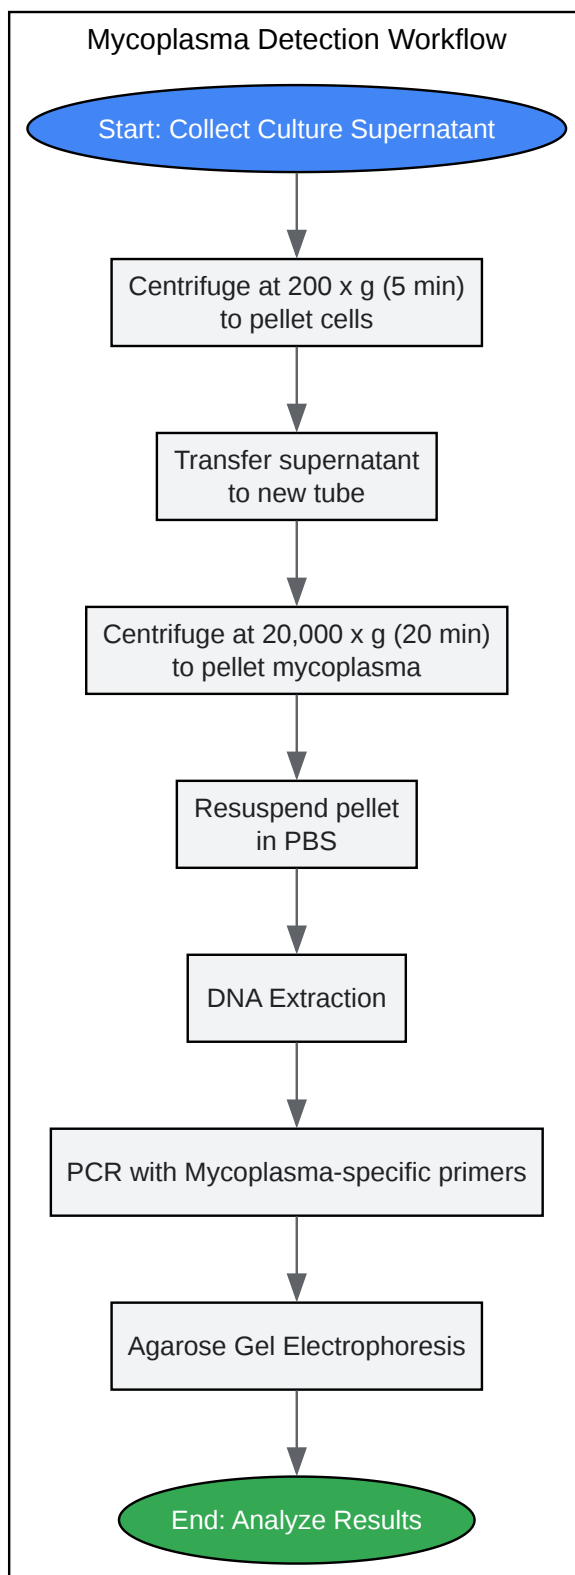 Mycoplasma Detection Workflow
Start: Collect Culture Supernatant
Centrifuge at 200 x g (5 min)
to pellet cells
Transfer supernatant
to new tube
Centrifuge at 20,000 x g (20 min)
to pellet mycoplasma
Resuspend pellet
in PBS
DNA Extraction
PCR with Mycoplasma-specific primers
Agarose Gel Electrophoresis
End: Analyze Results